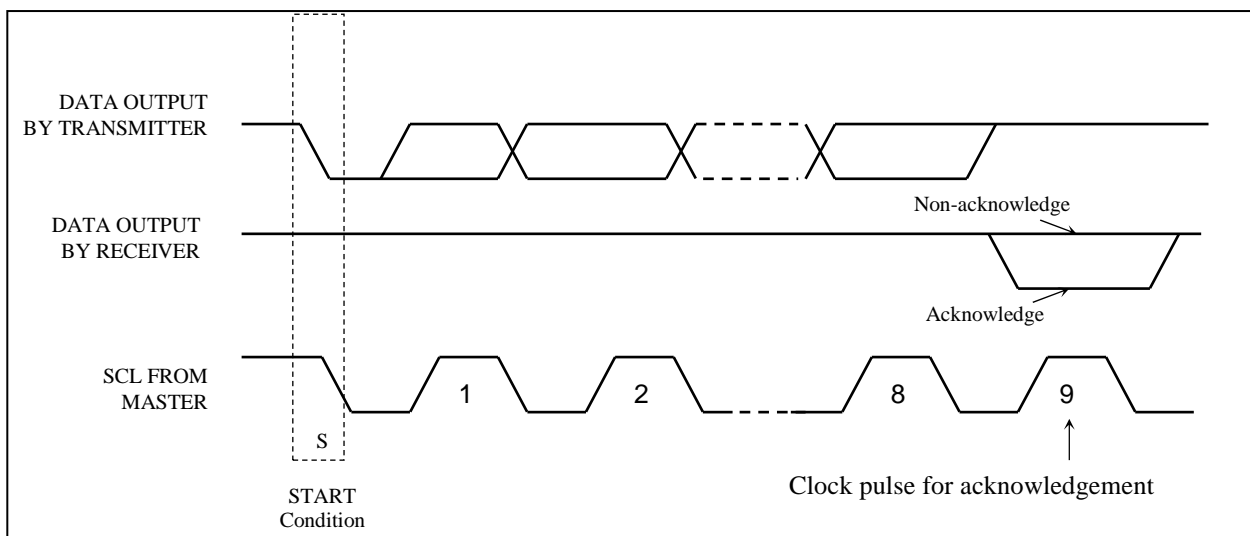 DATA OUTPUT
BY TRANSMITTER
Non-acknowledge
DATA OUTPUT
BY RECEIVER
Acknowledge
SCL FROM
MASTER
1
2
8
9
S
Clock pulse for acknowledgement
START
Condition